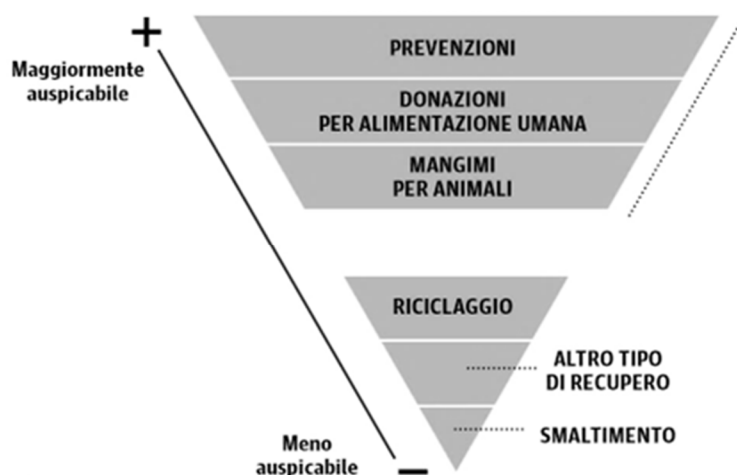 +
Maggiormente
auspicabile
PREVENZIONI
DONAZIONI
PER ALIMENTAZIONE UMANA
MANGIMI
PER ANIMALI
RICICLAGGIO
ALTRO TIPO
DI RECUPERO
SMALTIMENTO
Meno
auspicabile
−